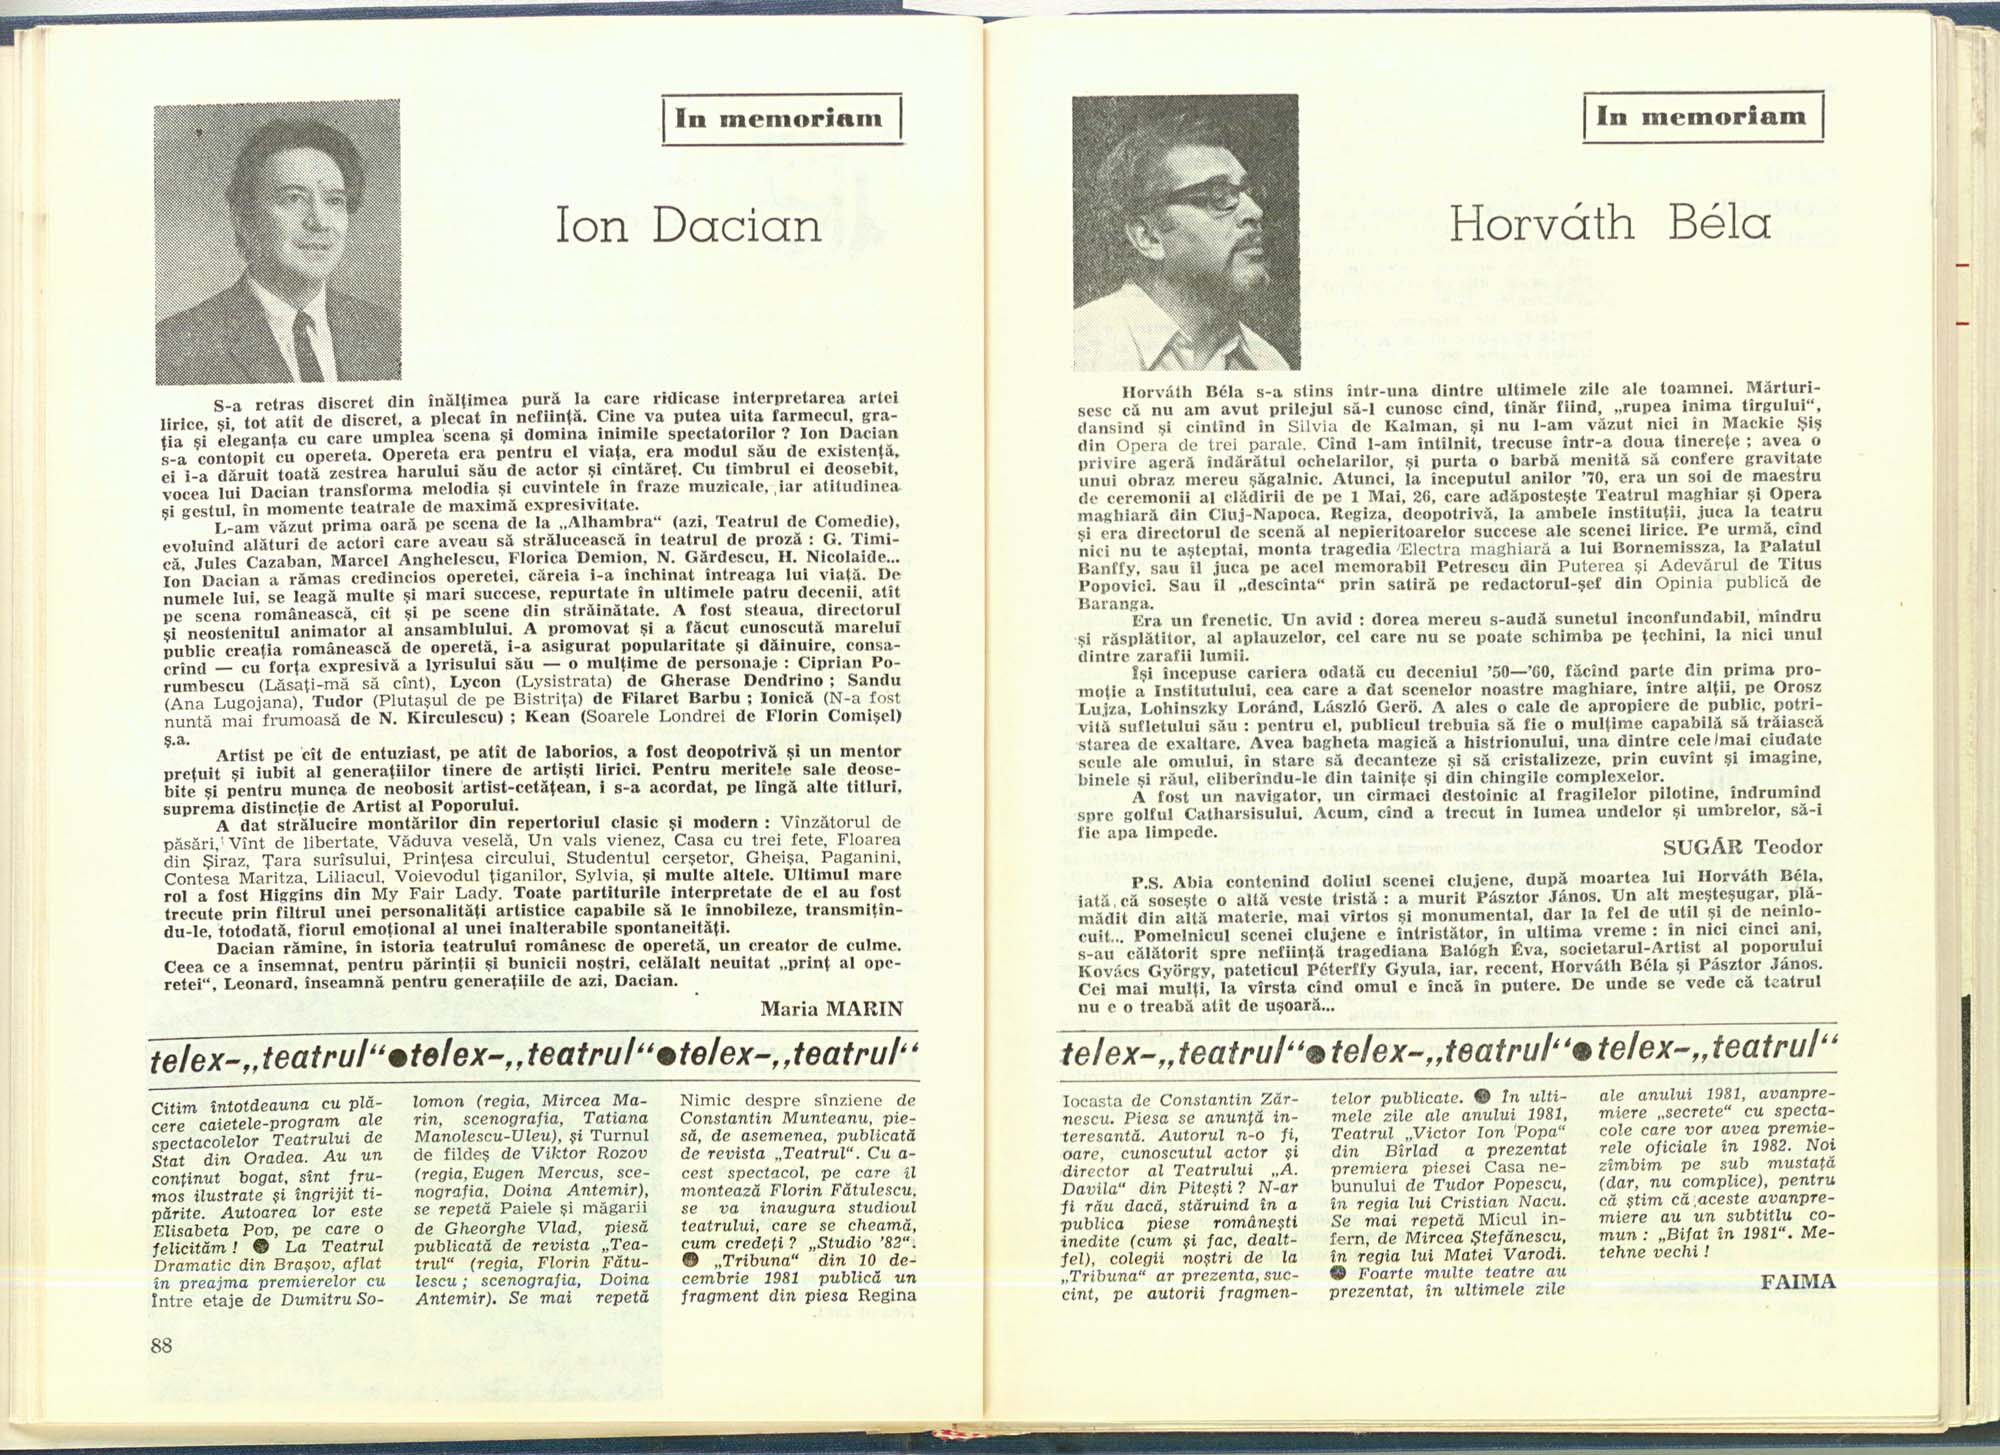 In memoriam
Ion Dacian
S-a retras discret din înălțimea pură la care ridicase interpretarea artei
lirice, și, tot atît de discret, a plecat în neființă. Cine va putea uita farmecul, gra-
ția și eleganța cu care umplea scena și domina inimile spectatorilor ? Ion Dacian
s-a contopit cu opereta. Opereta era pentru el viața, era modul său de existență,
ei i-a dăruit toată zestrea harului său de actor și cîntăreț. Cu timbrul ei deosebit,
vocea lui Dacian transforma melodia și cuvintele în fraze muzicale, iar atitudinea
și gestul, în momente teatrale de maximă expresivitate.
L-am văzut prima oară pe scena de la „Alhambra“ (azi, Teatrul de Comedie),
evoluînd alături de actori care aveau să strălucească în teatrul de proză : G. Timi-
că, Jules Cazaban, Marcel Anghelescu, Florica Demion, N. Gărdescu, H. Nicolaide...
Ion Dacian a rămas credincios operetei, căreia i-a închinat întreaga lui viață. De
numele lui, se leagă multe și mari succese, repurtate în ultimele patru decenii, atît
pe scena românească, cît și pe scene din străinătate. A fost steaua, directorul
și neostenitul animator al ansamblului. A promovat și a făcut cunoscută marelui
public creația românească de operetă, i-a asigurat popularitate și dăinuire, consa-
crînd — cu forța expresivă a lyrisului său — o mulțime de personaje : Ciprian Po-
rumbescu (Lăsați-mă să cînt), Lycon (Lysistrata) de Gherase Dendrino ; Sandu
(Ana Lugojana), Tudor (Plutașul de pe Bistrița) de Filaret Barbu ; Ionică (N-a fost
nuntă mai frumoasă de N. Kirculescu) ; Kean (Soarele Londrei de Florin Comișel)
ș.a.
Artist pe cît de entuziast, pe atît de laborios, a fost deopotrivă și un mentor
prețuit și iubit al generațiilor tinere de artiști lirici. Pentru meritele sale deose-
bite și pentru munca de neobosit artist-cetățean, i s-a acordat, pe lîngă alte titluri,
suprema distincție de Artist al Poporului.
A dat strălucire montărilor din repertoriul clasic și modern : Vînzătorul de
păsări, Vînt de libertate, Văduva veselă, Un vals vienez, Casa cu trei fete, Floarea
din Șiraz, Țara surîsului, Prințesa circului, Studentul cerșetor, Gheișa, Paganini,
Contesa Maritza, Liliacul, Voievodul țiganilor, Sylvia, și multe altele. Ultimul mare
rol a fost Higgins din My Fair Lady. Toate partiturile interpretate de el au fost
trecute prin filtrul unei personalități artistice capabile să le înnobileze, transmițîn-
du-le, totodată, fiorul emoțional al unei inalterabile spontaneități.
Dacian rămîne, în istoria teatrului românesc de operetă, un creator de culme.
Ceea ce a însemnat, pentru părinții și bunicii noștri, celălalt neuitat „prinț al ope-
retei“, Leonard, înseamnă pentru generațiile de azi, Dacian.
Maria MARIN
telex-„teatrul“●telex-„teatrul“●telex-„teatrul“
Citim întotdeauna cu plă-
cere caietele-program ale
spectacolelor Teatrului de
Stat din Oradea. Au un
conținut bogat, sînt fru-
mos ilustrate și îngrijit ti-
părite. Autoarea lor este
Elisabeta Pop, pe care o
felicităm ! ● La Teatrul
Dramatic din Brașov, aflat
în preajma premierelor cu
Între etaje de Dumitru So-
lomon (regia, Mircea Ma-
rin, scenografia, Tatiana
Manolescu-Uleu), și Turnul
de fildeș de Viktor Rozov
(regia, Eugen Mercus, sce-
nografia, Doina Antemir),
se repetă Paiele și măgarii
de Gheorghe Vlad, piesă
publicată de revista „Tea-
trul“ (regia, Florin Fătu-
lescu ; scenografia, Doina
Antemir). Se mai repetă
Nimic despre sînziene de
Constantin Munteanu, pie-
să, de asemenea, publicată
de revista „Teatrul“. Cu a-
cest spectacol, pe care îl
montează Florin Fătulescu,
se va inaugura studioul
teatrului, care se cheamă,
cum credeți ? „Studio '82“.
● „Tribuna“ din 10 de-
cembrie 1981 publică un
fragment din piesa Regina
88
In memoriam
Horváth Béla
Horváth Béla s-a stins într-una dintre ultimele zile ale toamnei. Mărturi-
sesc că nu am avut prilejul să-l cunosc cînd, tînăr fiind, „rupea inima tîrgului“,
dansînd și cîntînd în Silvia de Kalman, și nu l-am văzut nici în Mackie Șiș
din Opera de trei parale. Cînd l-am întîlnit, trecuse într-a doua tinerețe ; avea o
privire ageră îndărătul ochelarilor, și purta o barbă menită să confere gravitate
unui obraz mereu șăgalnic. Atunci, la începutul anilor '70, era un soi de maestru
de ceremonii al clădirii de pe 1 Mai, 26, care adăpostește Teatrul maghiar și Opera
maghiară din Cluj-Napoca. Regiza, deopotrivă, la ambele instituții, juca la teatru
și era directorul de scenă al nepieritoarelor succese ale scenei lirice. Pe urmă, cînd
nici nu te așteptai, monta tragedia Electra maghiară a lui Bornemissza, la Palatul
Banffy, sau îl juca pe acel memorabil Petrescu din Puterea și Adevărul de Titus
Popovici. Sau îl „descînta“ prin satiră pe redactorul-șef din Opinia publică de
Baranga.
Era un frenetic. Un avid : dorea mereu s-audă sunetul inconfundabil, mîndru
și răsplătitor, al aplauzelor, cel care nu se poate schimba pe țechini, la nici unul
dintre zarafii lumii.
Își începuse cariera odată cu deceniul '50—'60, făcînd parte din prima pro-
moție a Institutului, cea care a dat scenelor noastre maghiare, între alții, pe Orosz
Lujza, Lohinszky Loránd, László Gerö. A ales o cale de apropiere de public, potri-
vită sufletului său : pentru el, publicul trebuia să fie o mulțime capabilă să trăiască
starea de exaltare. Avea bagheta magică a histrionului, una dintre cele mai ciudate
scule ale omului, în stare să decanteze și să cristalizeze, prin cuvînt și imagine,
binele și răul, eliberîndu-le din tainițe și din chingile complexelor.
A fost un navigator, un cîrmaci destoinic al fragilelor pilotine, îndrumînd
spre golful Catharsisului. Acum, cînd a trecut în lumea undelor și umbrelor, să-i
fie apa limpede.
SUGÁR Teodor
P.S. Abia contenind doliul scenei clujene, după moartea lui Horváth Béla,
iată, că sosește o altă veste tristă : a murit Pásztor János. Un alt meșteșugar, plă-
mădit din altă materie, mai vîrtos și monumental, dar la fel de util și de neînlo-
cuit... Pomelnicul scenei clujene e întristător, în ultima vreme : în nici cinci ani,
s-au călătorit spre neființă tragediana Balógh Éva, societarul-Artist al poporului
Kovács György, pateticul Péterffy Gyula, iar, recent, Horváth Béla și Pásztor János.
Cei mai mulți, la vîrsta cînd omul e încă în putere. De unde se vede că teatrul
nu e o treabă atît de ușoară...
telex-„teatrul“●telex-„teatrul“●telex-„teatrul“
Iocasta de Constantin Zăr-
nescu. Piesa se anunță in-
teresantă. Autorul n-o fi,
oare, cunoscutul actor și
director al Teatrului „A.
Davila“ din Pitești ? N-ar
fi rău dacă, stăruind în a
publica piese românești
inedite (cum și fac, dealt-
fel), colegii noștri de la
„Tribuna“ ar prezenta, suc-
cint, pe autorii fragmen-
telor publicate. ● În ulti-
mele zile ale anului 1981,
Teatrul „Victor Ion Popa“
din Bîrlad a prezentat
premiera piesei Casa ne-
bunului de Tudor Popescu,
în regia lui Cristian Nacu.
Se mai repetă Micul in-
fern, de Mircea Ștefănescu,
în regia lui Matei Varodi.
● Foarte multe teatre au
prezentat, în ultimele zile
ale anului 1981, avanpre-
miere „secrete“ cu specta-
cole care vor avea premie-
rele oficiale în 1982. Noi
zîmbim pe sub mustață
(dar, nu complice), pentru
că știm că aceste avanpre-
miere au un subtitlu co-
mun : „Bifat în 1981“. Me-
tehne vechi !
FAIMA